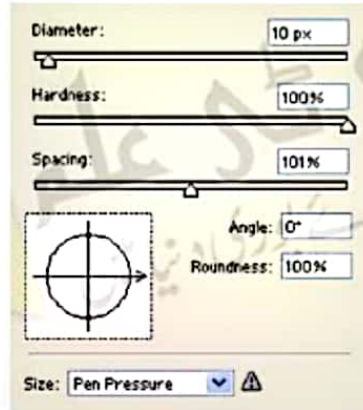 Diameter: 10 px
Hardness: 100%
Spacing: 101%
Angle: 0°
Roundness: 100%
Size: Pen Pressure